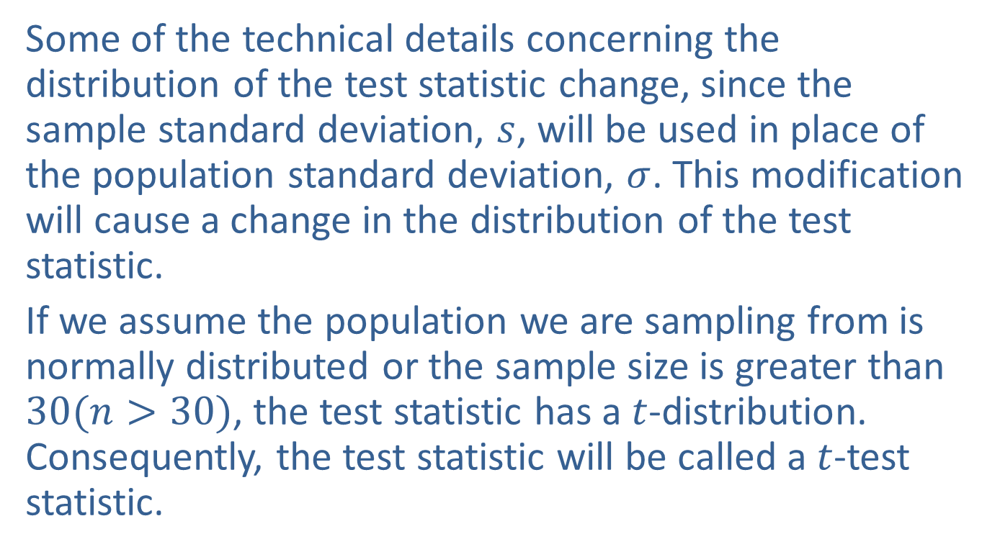 Some of the technical details concerning the
distribution of the test statistic change, since the
sample standard deviation, s, will be used in place of
the population standard deviation, σ. This modification
will cause a change in the distribution of the test
statistic.
If we assume the population we are sampling from is
normally distributed or the sample size is greater than
30(n > 30), the test statistic has a t-distribution.
Consequently, the test statistic will be called a t-test
statistic.